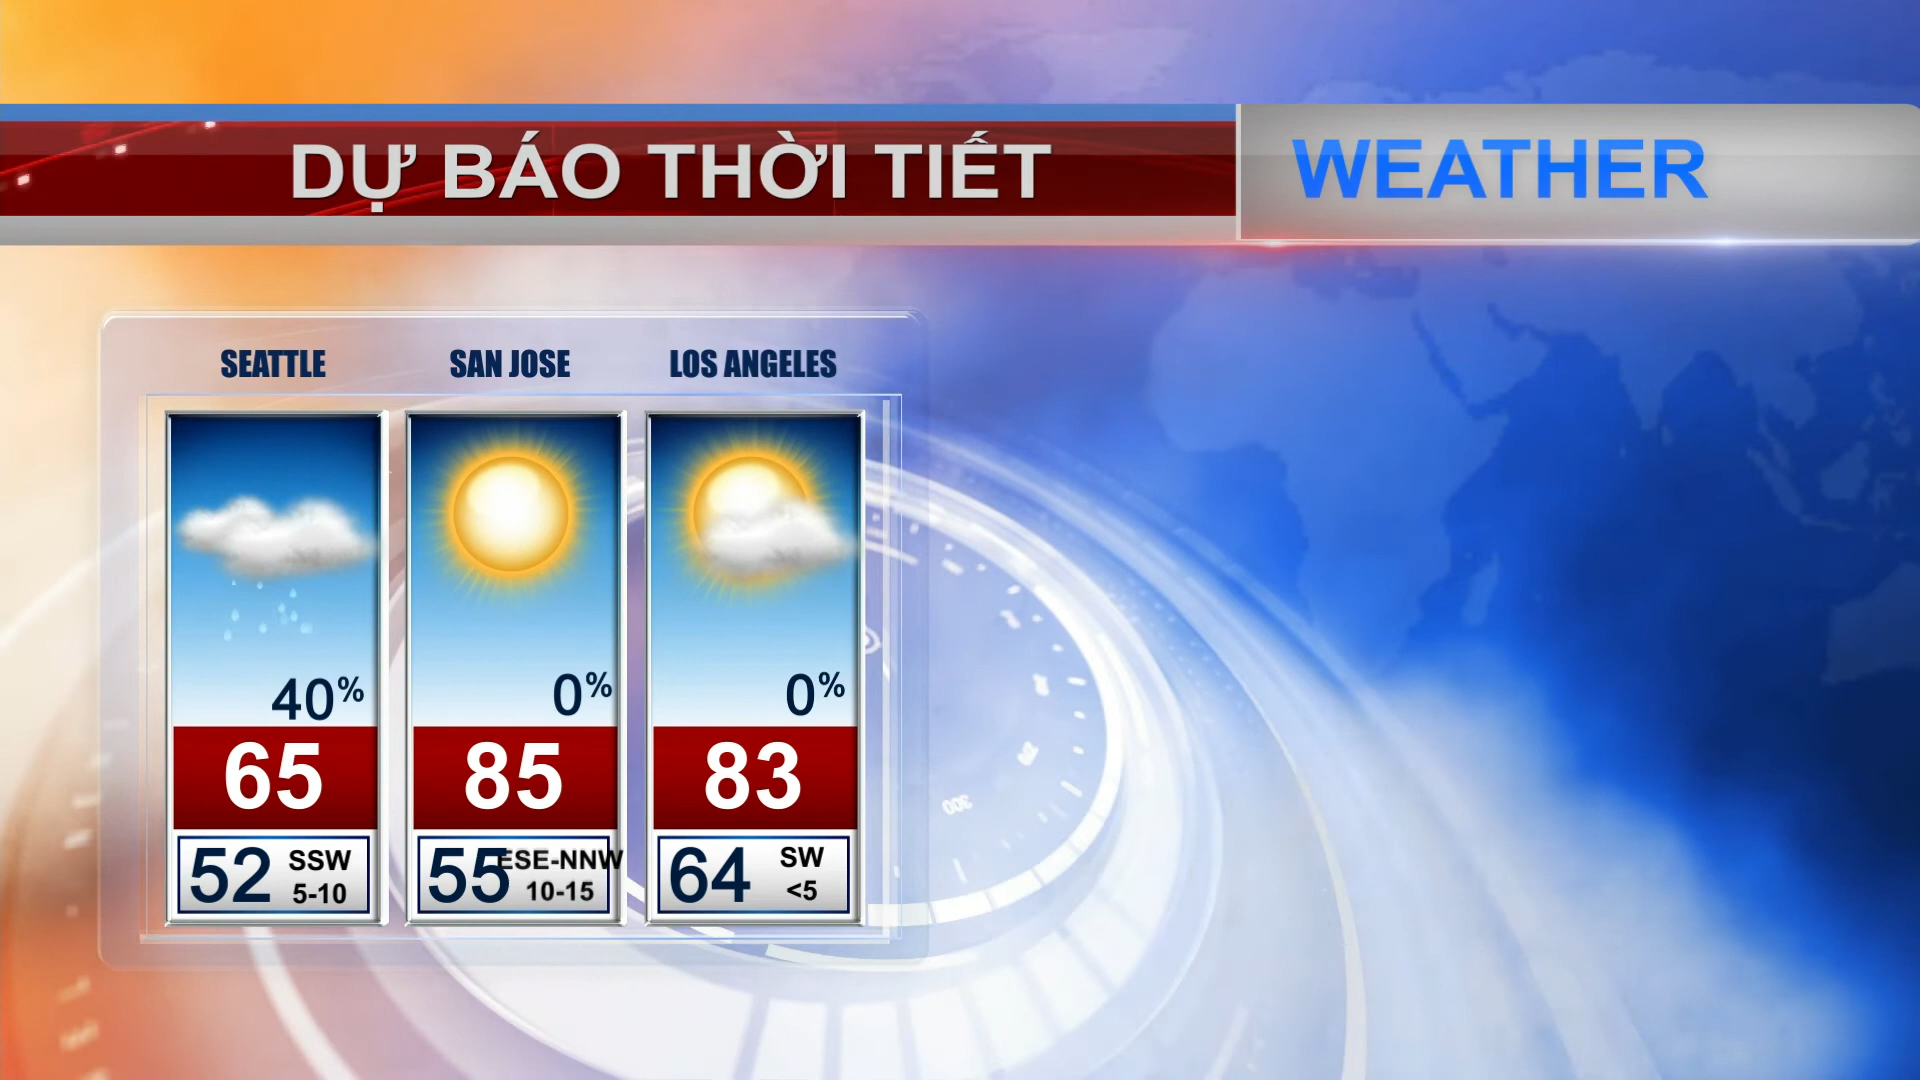 DỰ BÁO THỜI TIẾT
WEATHER
SEATTLE
SAN JOSE
LOS ANGELES
40%
0%
0%
65
85
83
52
SSW
5-10
55
ESE-NNW
10-15
64
SW
<5
300